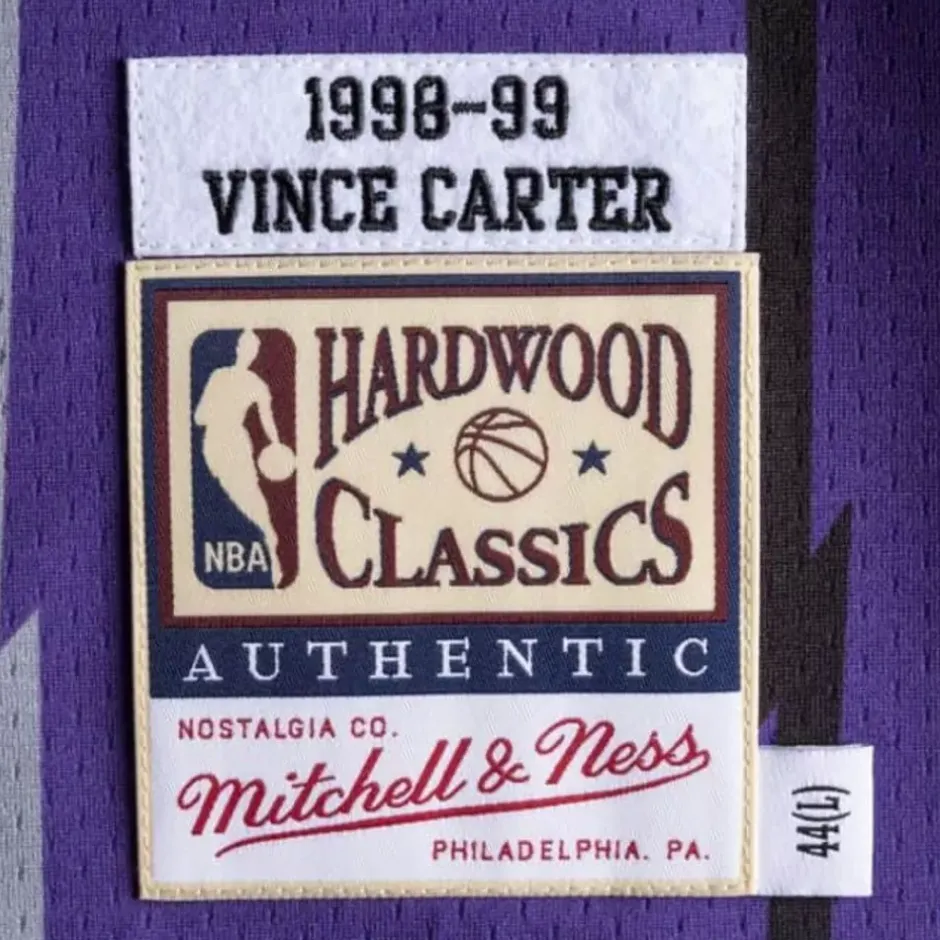 1998-99
VINCE CARTER
HARDWOOD
CLASSICS
NBA
AUTHENTIC
NOSTALGIA CO.
Mitchell & Ness
PHILADELPHIA. PA.
44(L)